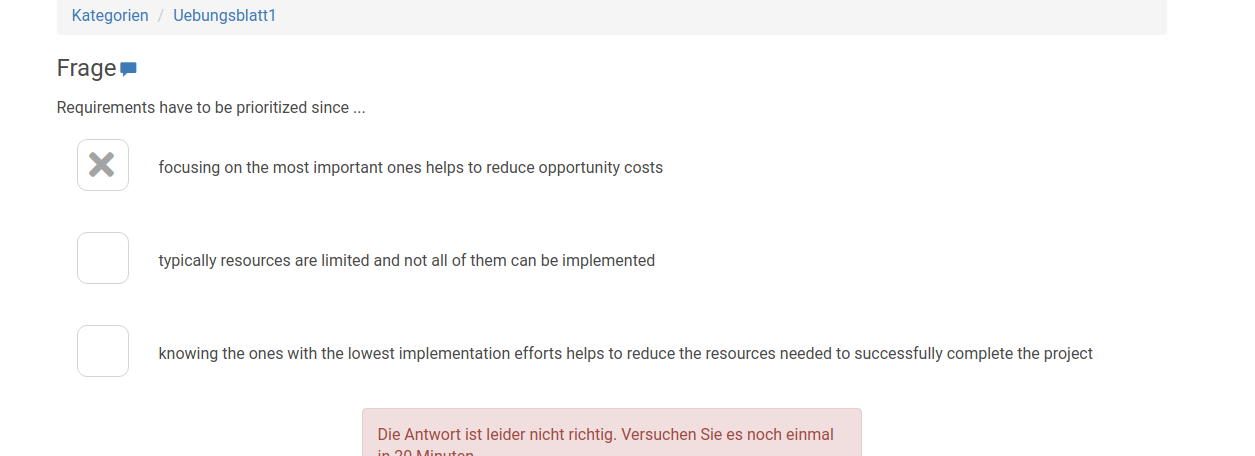 Kategorien / Uebungsblatt1
Frage
Requirements have to be prioritized since ...
focusing on the most important ones helps to reduce opportunity costs
typically resources are limited and not all of them can be implemented
knowing the ones with the lowest implementation efforts helps to reduce the resources needed to successfully complete the project
Die Antwort ist leider nicht richtig. Versuchen Sie es noch einmal
in 20 Minuten